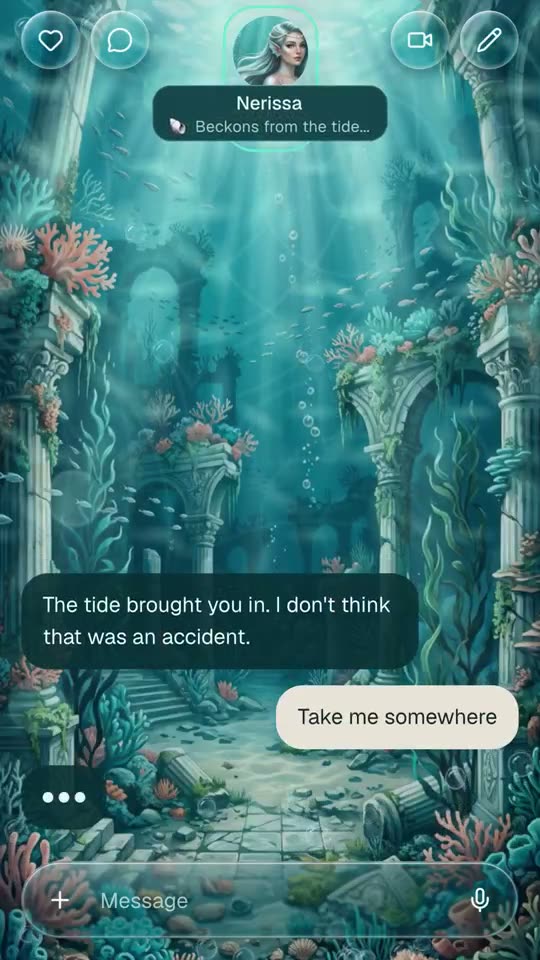 Nerissa
🐚 Beckons from the tide…
The tide brought you in. I don't think
that was an accident.
Take me somewhere
Message